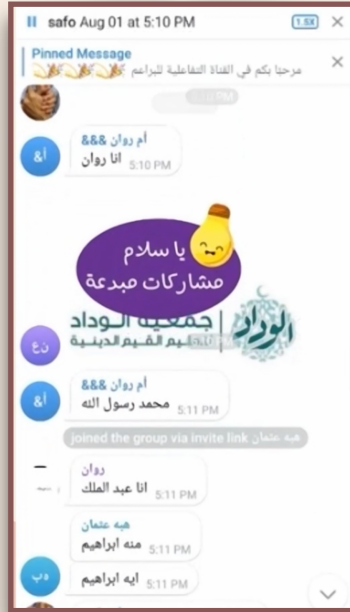 safo Aug 01 at 5:10 PM
1.5X
Pinned Message
مرحبًا بكم في القناة التفاعلية للبراعم
أم روان &&&
انا روان
5:10 PM
أ&
يا سلام
مشاركات مبدعة
الوداد
جمعية الوداد
القيم الدينية
5:10 PM
ن ع
أم روان &&&
محمد رسول الله
5:11 PM
أ&
هبه عثمان joined the group via invite link
روان
انا عبد الملك
5:11 PM
هبه عثمان
منه ابراهيم
5:11 PM
ايه ابراهيم
5:11 PM
ه ب